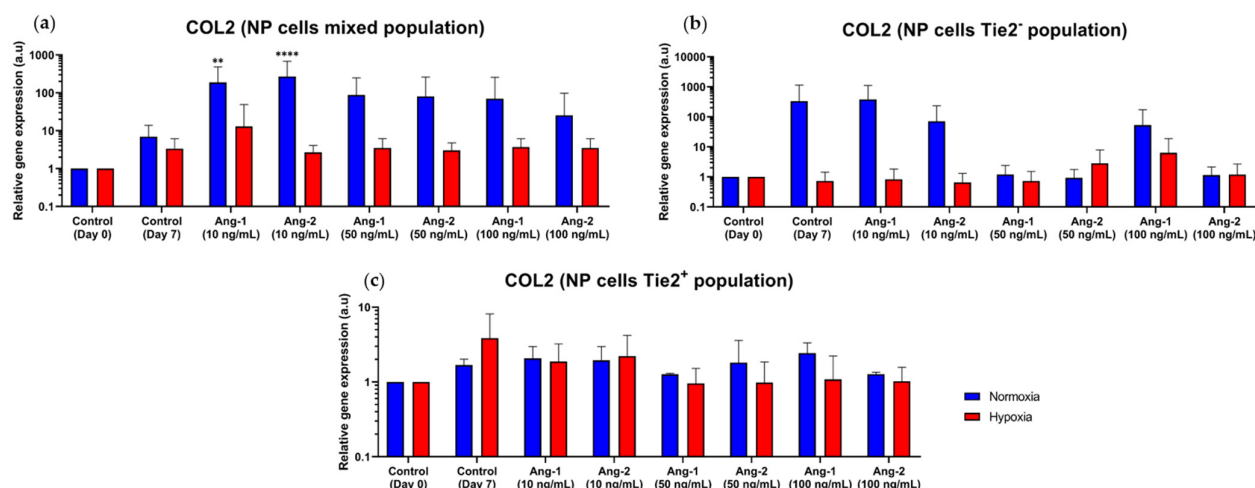 (a)
COL2 (NP cells mixed population)
Relative gene expression (a.u)
1000
100
10
1
0.1
** ****
Control Control Ang-1 Ang-2 Ang-1 Ang-2 Ang-1 Ang-2
(Day 0) (Day 7) (10 ng/mL) (10 ng/mL) (50 ng/mL) (50 ng/mL) (100 ng/mL) (100 ng/mL)
(b)
COL2 (NP cells Tie2⁻ population)
Relative gene expression (a.u)
10000
1000
100
10
1
0.1
Control Control Ang-1 Ang-2 Ang-1 Ang-2 Ang-1 Ang-2
(Day 0) (Day 7) (10 ng/mL) (10 ng/mL) (50 ng/mL) (50 ng/mL) (100 ng/mL) (100 ng/mL)
(c)
COL2 (NP cells Tie2⁺ population)
Relative gene expression (a.u)
10
1
0.1
Control Control Ang-1 Ang-2 Ang-1 Ang-2 Ang-1 Ang-2
(Day 0) (Day 7) (10 ng/mL) (10 ng/mL) (50 ng/mL) (50 ng/mL) (100 ng/mL) (100 ng/mL)
Normoxia
Hypoxia